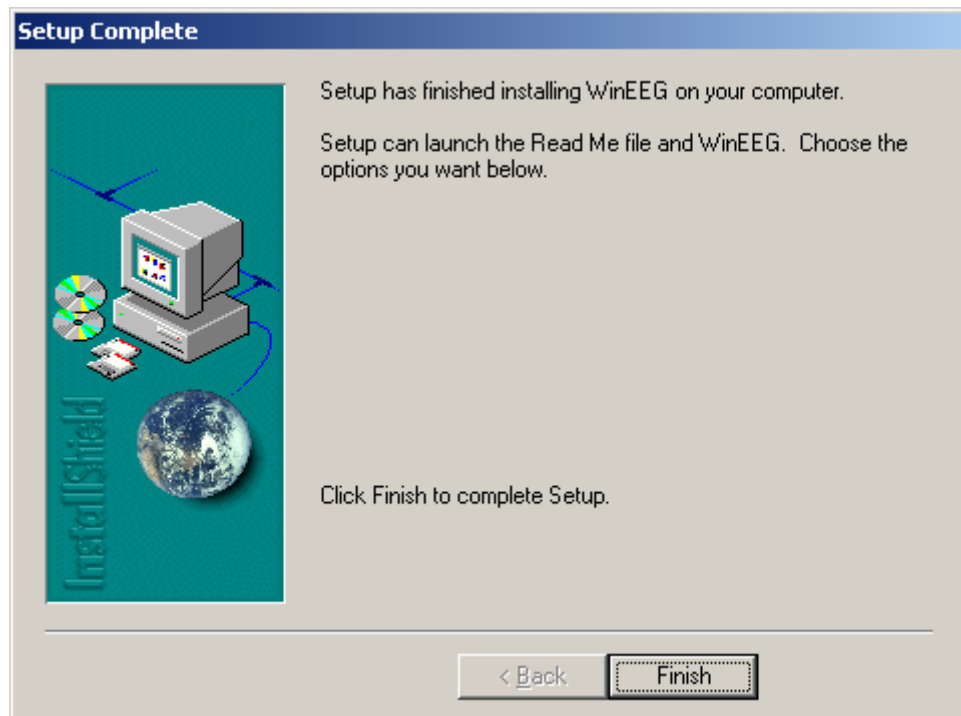 Setup Complete
Setup has finished installing WinEEG on your computer.
Setup can launch the Read Me file and WinEEG.  Choose the
options you want below.
InstallShield
Click Finish to complete Setup.
< Back
Finish